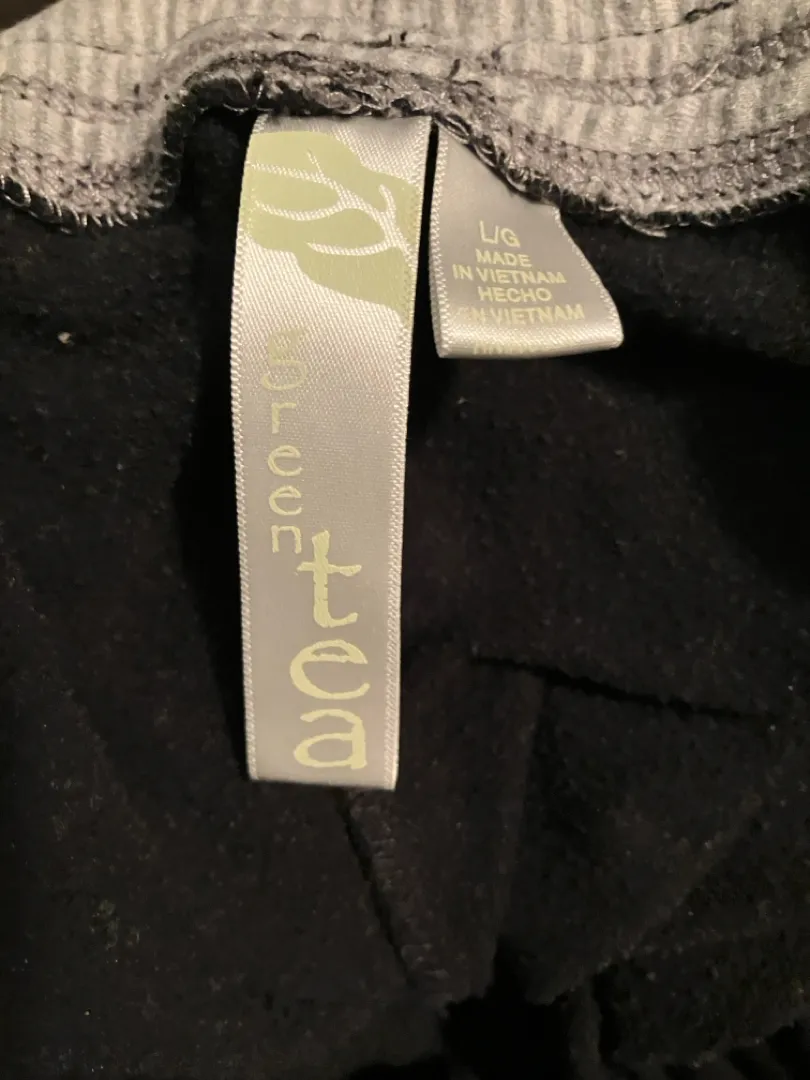 green
tea
L/G
MADE
IN VIETNAM
HECHO
EN VIETNAM